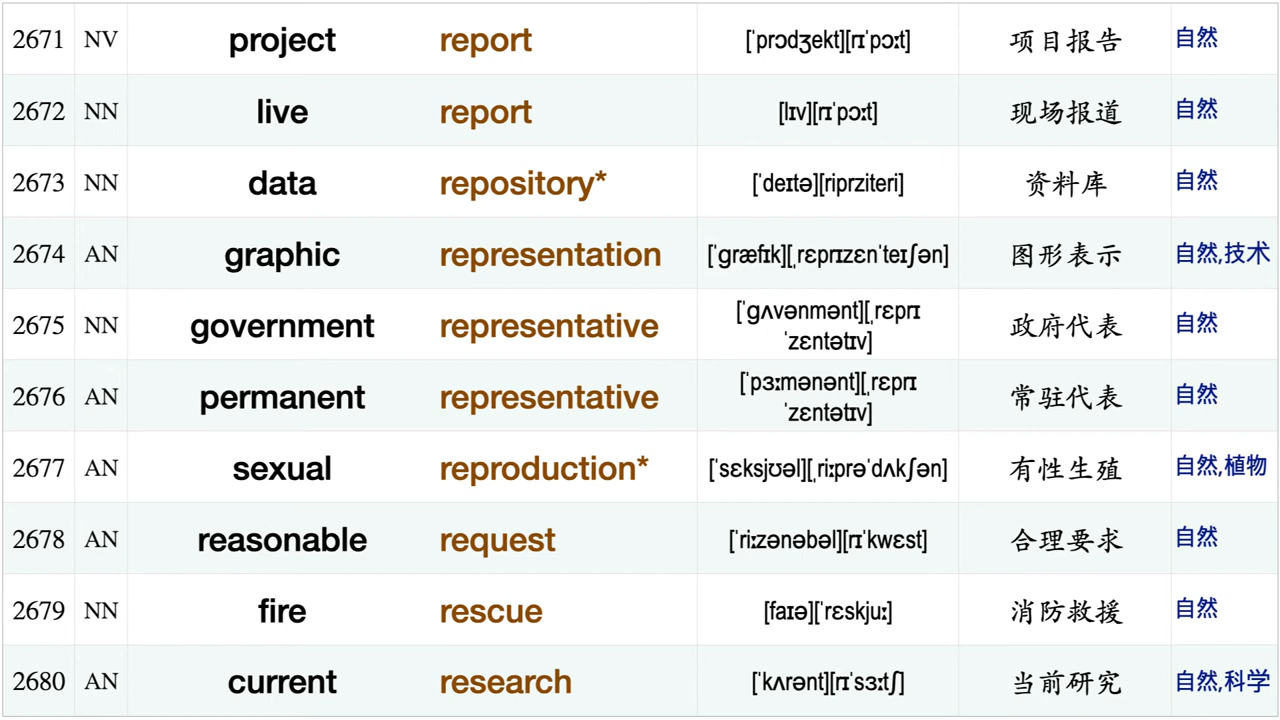 2671 NV project report [ˈprɔdʒekt][rɪˈpɔːt] 项目报告 自然
2672 NN live report [lɪv][rɪˈpɔːt] 现场报道 自然
2673 NN data repository* [ˈdeɪtə][riprziteri] 资料库 自然
2674 AN graphic representation [ˈɡræfɪk][ˌrɛprɪzɛnˈteɪʃən] 图形表示 自然,技术
2675 NN government representative [ˈɡʌvənmənt][ˌrɛprɪ
ˈzɛntətɪv] 政府代表 自然
2676 AN permanent representative [ˈpɜːmənənt][ˌrɛprɪ
ˈzɛntətɪv] 常驻代表 自然
2677 AN sexual reproduction* [ˈsɛksjʊəl][ˌriːprəˈdʌkʃən] 有性生殖 自然,植物
2678 AN reasonable request [ˈriːzənəbəl][rɪˈkwɛst] 合理要求 自然
2679 NN fire rescue [faɪə][ˈrɛskjuː] 消防救援 自然
2680 AN current research [ˈkʌrənt][rɪˈsɜːtʃ] 当前研究 自然,科学